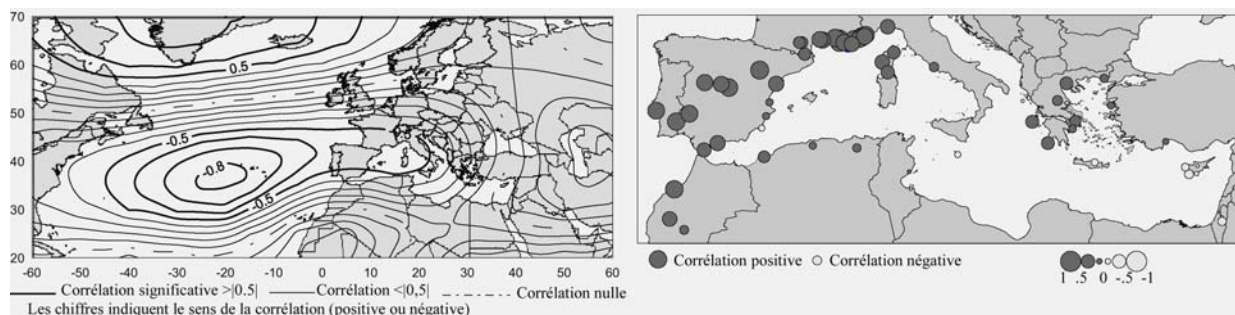 70
60
50
40
30
20
0.5
-0.5
-0.8
-0.5
-60 -50 -40 -30 -20 -10 0 10 20 30 40 50 60
Corrélation significative >|0.5| Corrélation <|0,5| Corrélation nulle
Les chiffres indiquent le sens de la corrélation (positive ou négative)
Corrélation positive Corrélation négative
1 .5 0 -.5 -1